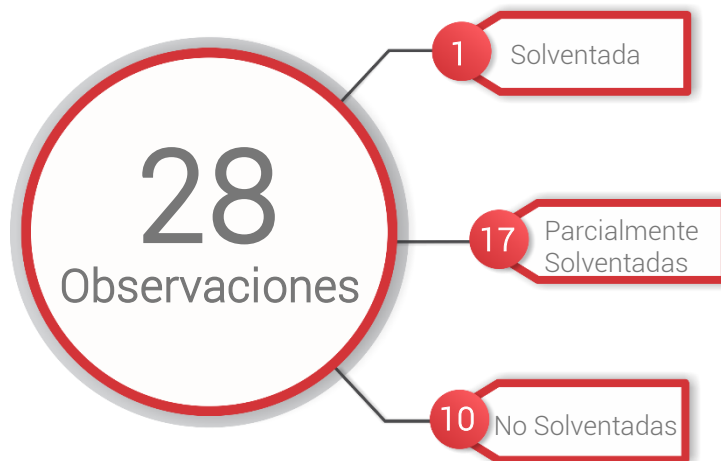 28
Observaciones
1
Solventada
17
Parcialmente
Solventadas
10
No Solventadas